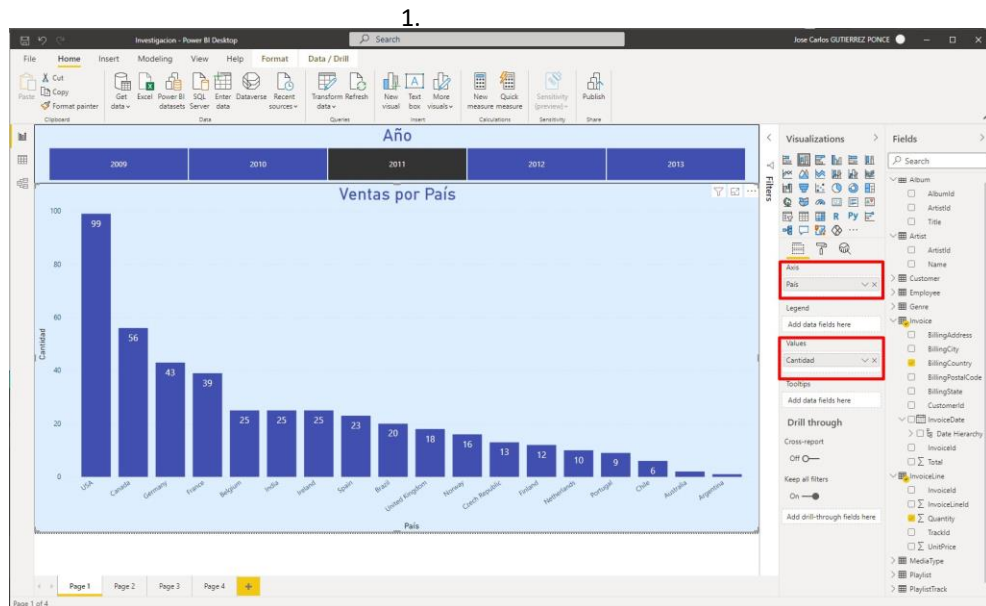 1.
Investigacion - Power BI Desktop
Search
Jose Carlos GUTIERREZ PONCE
File Home Insert Modeling View Help Format Data / Drill
Paste
Cut
Copy
Format painter
Clipboard
Get data
Excel
Power BI datasets
SQL Server
Enter data
Dataverse
Recent sources
Data
Transform data
Refresh
Queries
New visual
Text box
More visuals
Insert
New measure
Quick measure
Calculations
Sensitivity (preview)
Sensitivity
Publish
Share
Año
2009 2010 2011 2012 2013
Ventas por País
Cantidad
100
80
60
40
20
0
99 56 43 39 25 25 25 23 20 18 16 13 12 10 9 6
USA Canada Germany France Belgium India Ireland Spain Brazil United Kingdom Norway Czech Republic Finland Netherlands Portugal Chile Australia Argentina
País
Filters
Visualizations
R Py
Axis
País
Legend
Add data fields here
Values
Cantidad
Tooltips
Add data fields here
Drill through
Cross-report
Off
Keep all filters
On
Add drill-through fields here
Fields
Search
Album
AlbumId
ArtistId
Title
Artist
ArtistId
Name
Customer
Employee
Genre
Invoice
BillingAddress
BillingCity
BillingCountry
BillingPostalCode
BillingState
CustomerId
InvoiceDate
Date Hierarchy
InvoiceId
∑ Total
InvoiceLine
InvoiceId
∑ InvoiceLineId
∑ Quantity
TrackId
∑ UnitPrice
MediaType
Playlist
PlaylistTrack
Page 1 Page 2 Page 3 Page 4 +
Page 1 of 4